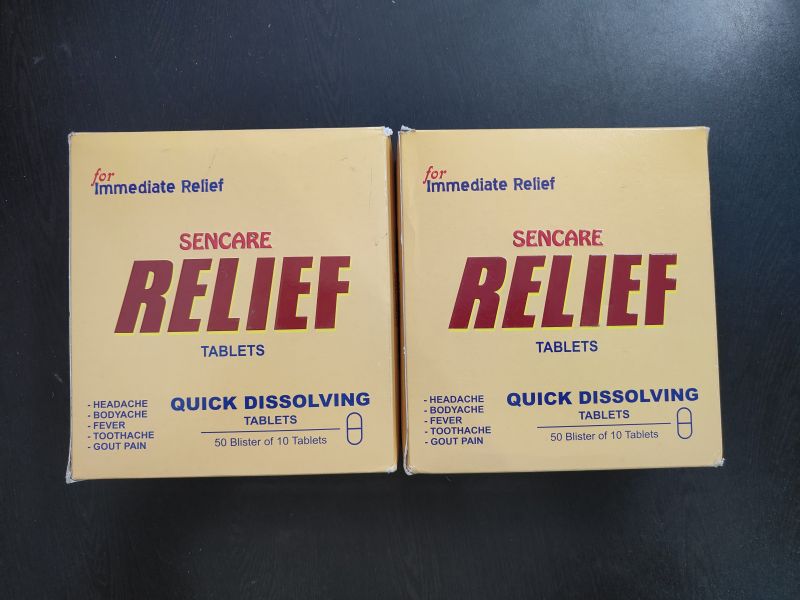 for
Immediate Relief
SENCARE
RELIEF
TABLETS
- HEADACHE
- BODYACHE
- FEVER
- TOOTHACHE
- GOUT PAIN
QUICK DISSOLVING
TABLETS
50 Blister of 10 Tablets
for
Immediate Relief
SENCARE
RELIEF
TABLETS
- HEADACHE
- BODYACHE
- FEVER
- TOOTHACHE
- GOUT PAIN
QUICK DISSOLVING
TABLETS
50 Blister of 10 Tablets